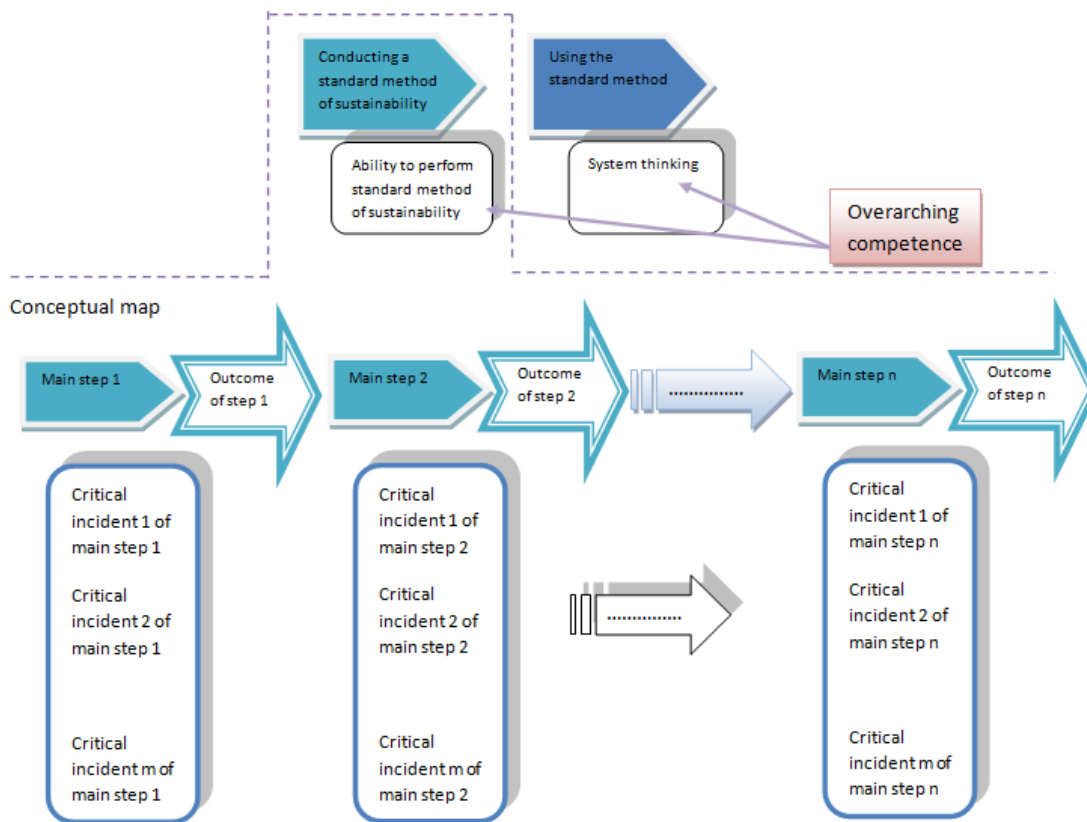 Conducting a
standard method
of sustainability
Using the
standard method
Ability to perform
standard method
of sustainability
System thinking
Overarching
competence
Conceptual map
Main step 1
Outcome
of step 1
Main step 2
Outcome
of step 2
...............
Main step n
Outcome
of step n
Critical
incident 1 of
main step 1
Critical
incident 2 of
main step 1
Critical
incident m of
main step 1
Critical
incident 1 of
main step 2
Critical
incident 2 of
main step 2
Critical
incident m of
main step 2
...............
Critical
incident 1 of
main step n
Critical
incident 2 of
main step n
Critical
incident m of
main step n